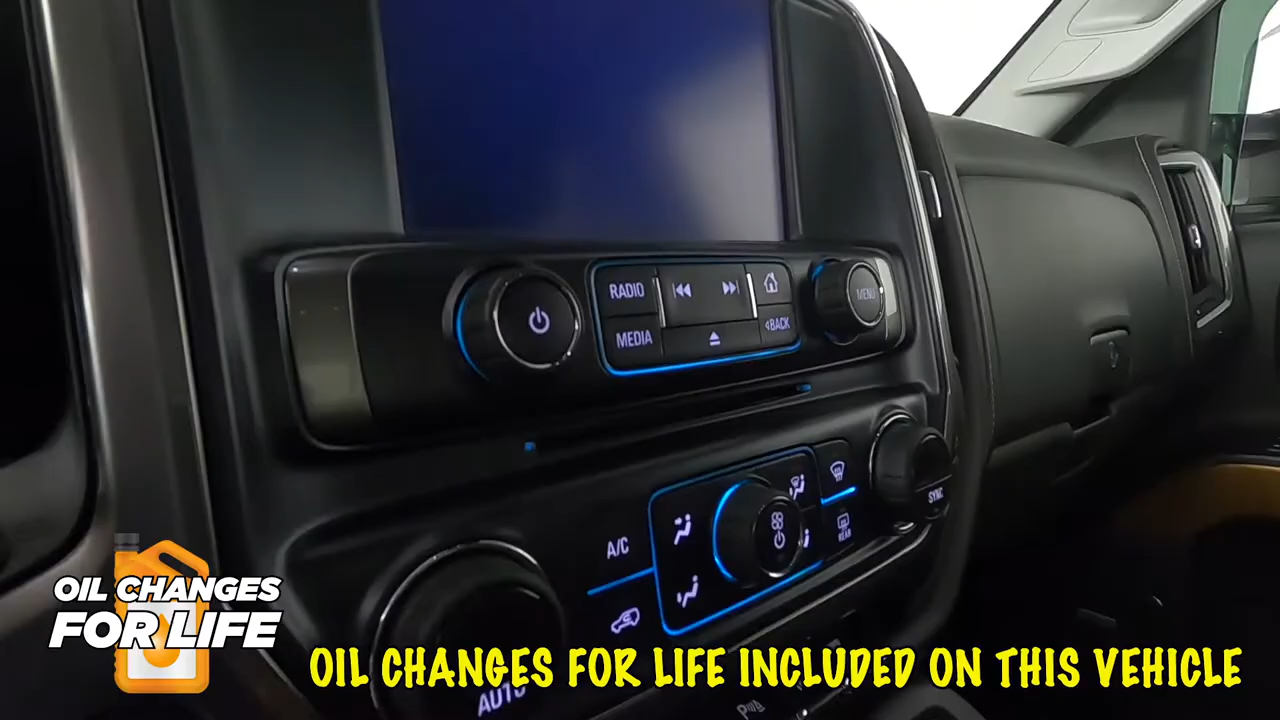 RADIO
MEDIA
BACK
MENU
A/C
SYNC
REAR
AUTO
OIL CHANGES
FOR LIFE
OIL CHANGES FOR LIFE INCLUDED ON THIS VEHICLE